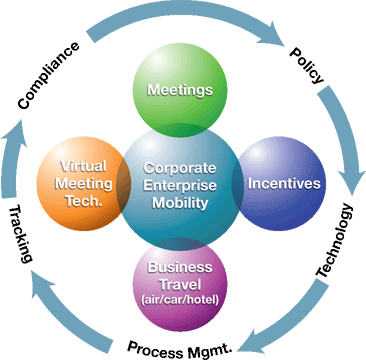 Compliance
Policy
Meetings
Virtual
Meeting
Tech.
Corporate
Enterprise
Mobility
Incentives
Tracking
Technology
Business
Travel
(air/car/hotel)
Process Mgmt.